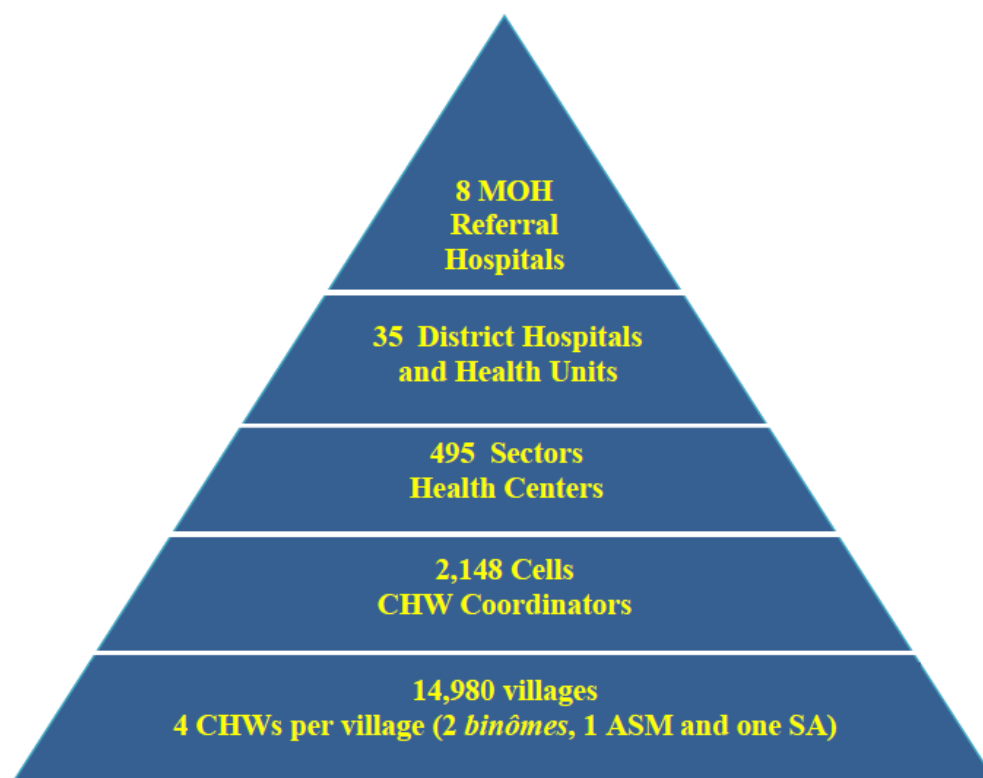 8 MOH
Referral
Hospitals
35 District Hospitals
and Health Units
495 Sectors
Health Centers
2,148 Cells
CHW Coordinators
14,980 villages
4 CHWs per village (2 binômes, 1 ASM and one SA)